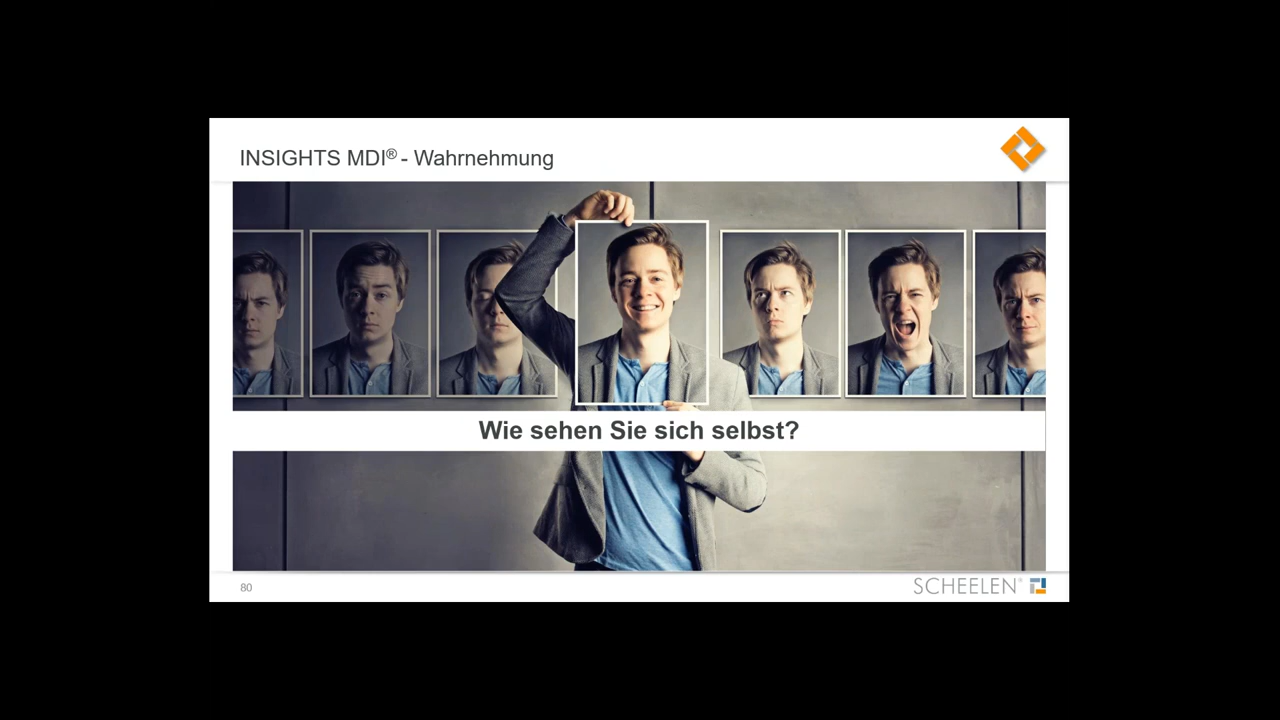 INSIGHTS MDI® - Wahrnehmung
Wie sehen Sie sich selbst?
80
SCHEELEN®